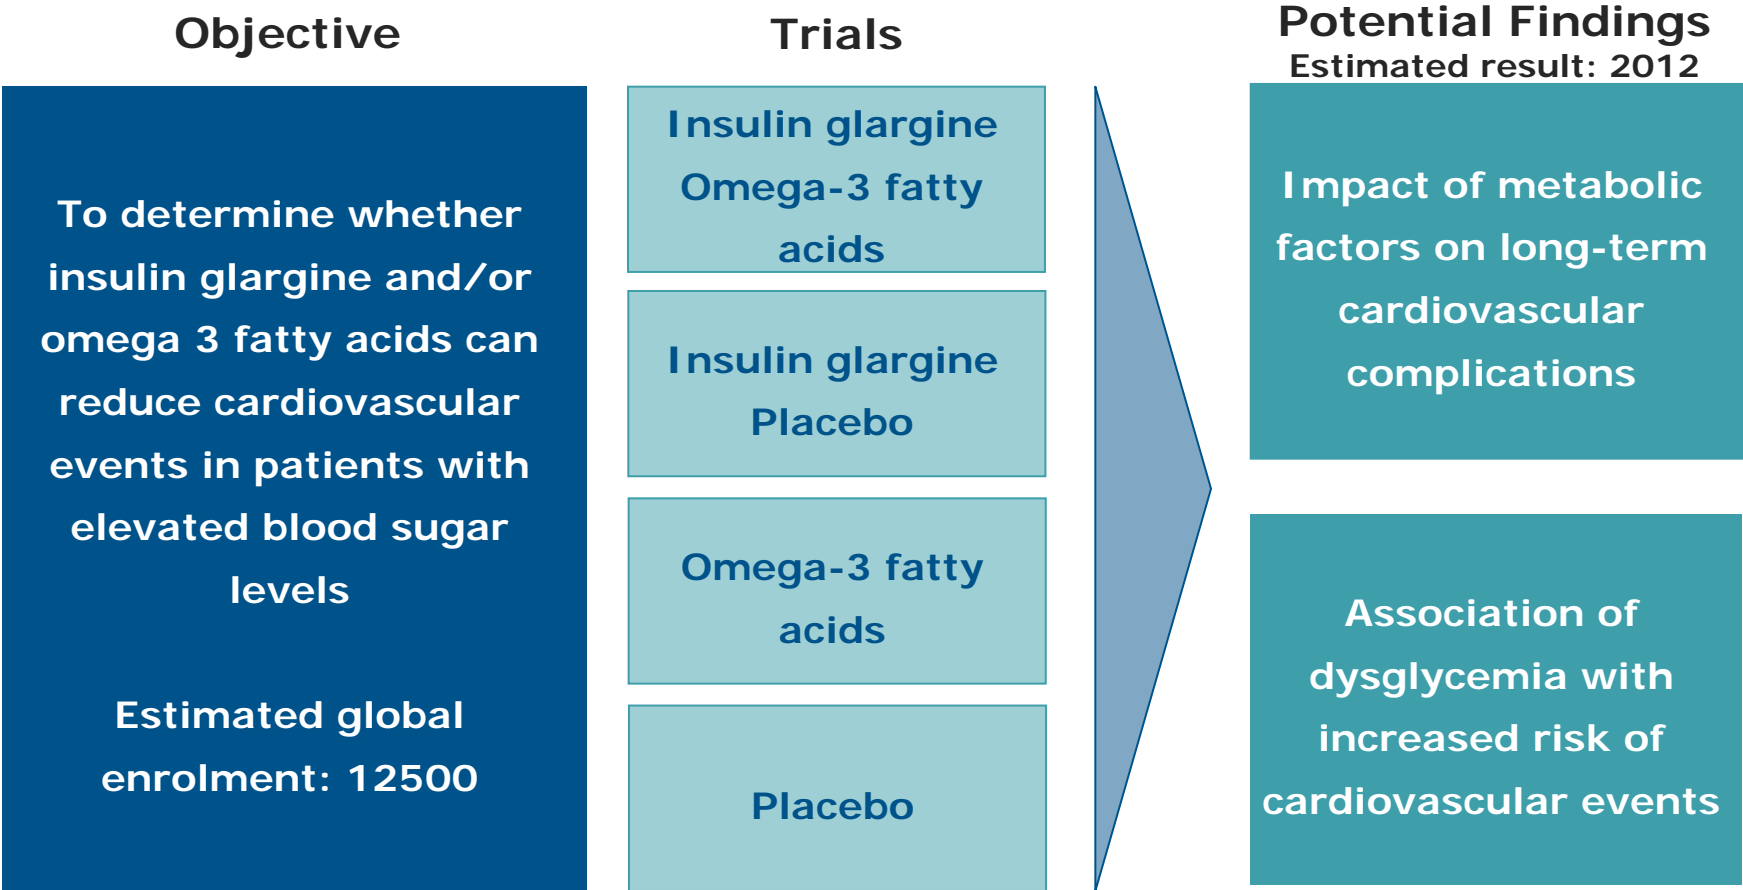 Objective
To determine whether
insulin glargine and/or
omega 3 fatty acids can
reduce cardiovascular
events in patients with
elevated blood sugar
levels
Estimated global
enrolment: 12500
Trials
Insulin glargine
Omega-3 fatty
acids
Insulin glargine
Placebo
Omega-3 fatty
acids
Placebo
Potential Findings
Estimated result: 2012
Impact of metabolic
factors on long-term
cardiovascular
complications
Association of
dysglycemia with
increased risk of
cardiovascular events